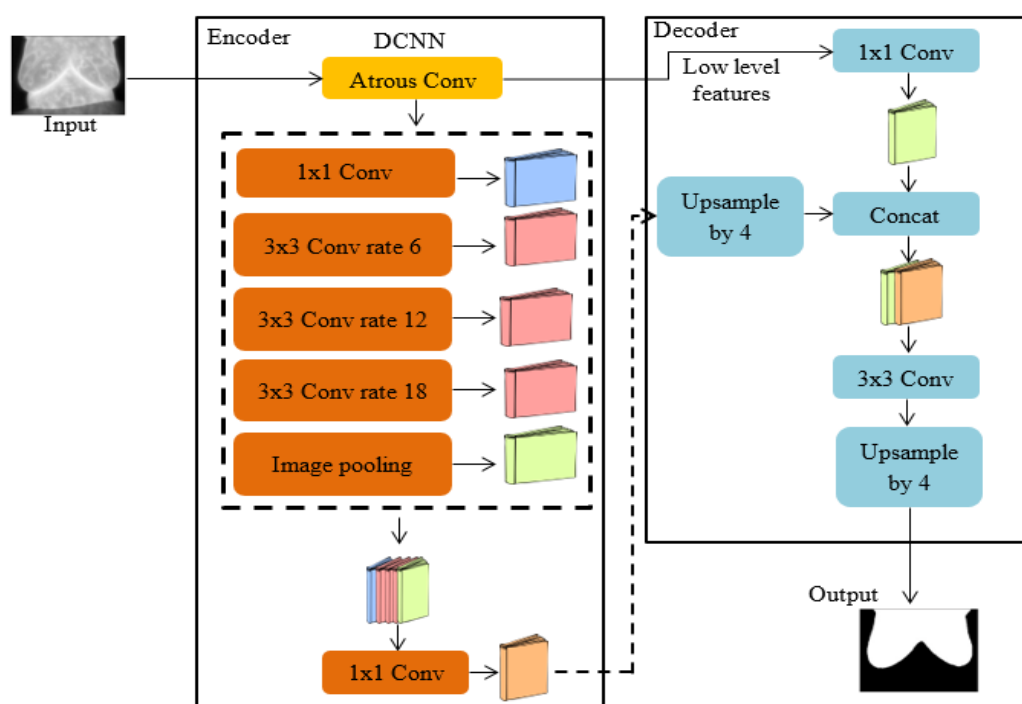 Encoder
DCNN
Atrous Conv
Input
1x1 Conv
3x3 Conv rate 6
3x3 Conv rate 12
3x3 Conv rate 18
Image pooling
1x1 Conv
Decoder
Low level
features
1x1 Conv
Upsample
by 4
Concat
3x3 Conv
Upsample
by 4
Output